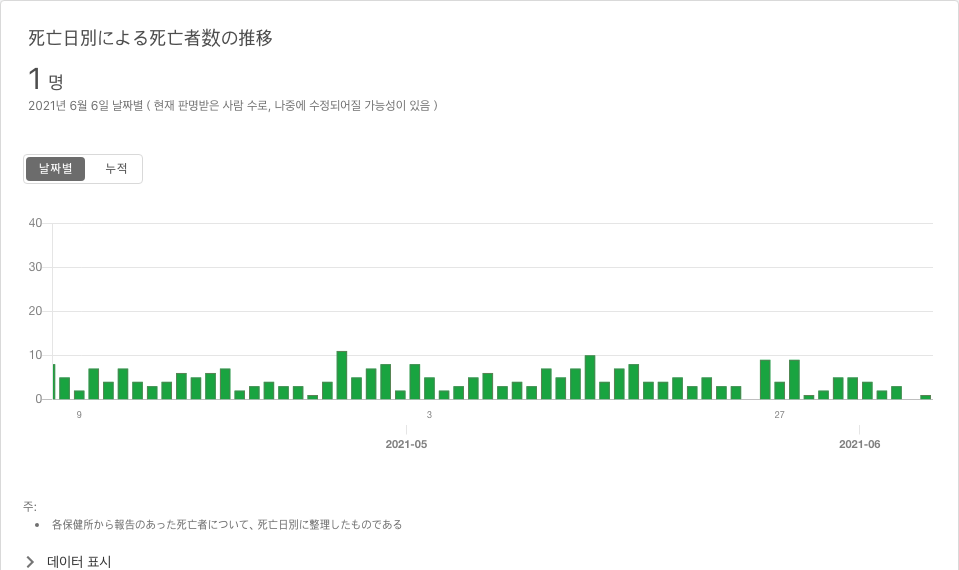 死亡日別による死亡者数の推移
1 명
2021년 6월 6일 날짜별 ( 현재 판명받은 사람 수로, 나중에 수정되어질 가능성이 있음 )
날짜별 누적
40
30
20
10
0
9 3 27
2021-05 2021-06
주:
• 各保健所から報告のあった死亡者について、死亡日別に整理したものである
데이터 표시